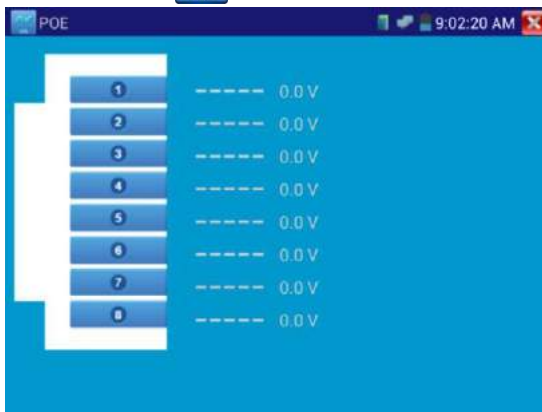 POE 9:02:20 AM
1 ----- 0.0 V
2 ----- 0.0 V
3 ----- 0.0 V
4 ----- 0.0 V
5 ----- 0.0 V
6 ----- 0.0 V
7 ----- 0.0 V
8 ----- 0.0 V